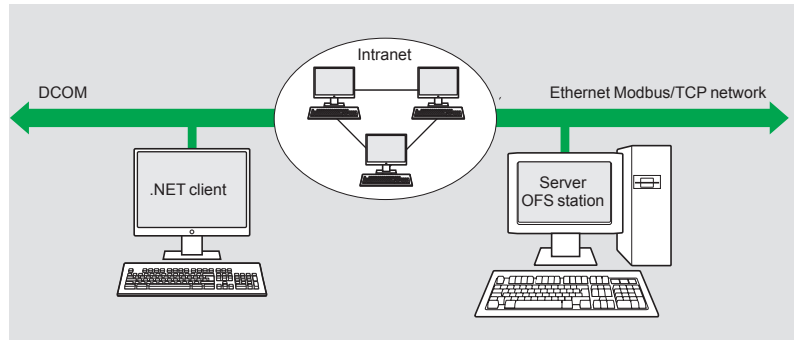 Intranet
DCOM
Ethernet Modbus/TCP network
.NET client
Server
OFS station